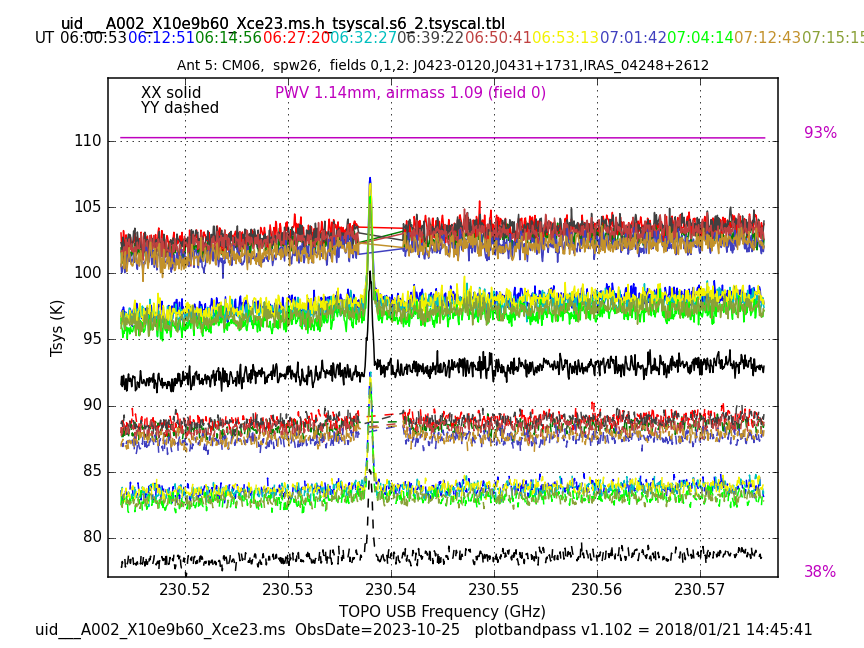 uid___A002_X10e9b60_Xce23.ms.h_tsyscal.s6_2.tsyscal.tbl
UT 06:00:53 06:12:51 06:14:56 06:27:20 06:32:27 06:39:22 06:50:41 06:53:13 07:01:42 07:04:14 07:12:43 07:15:15
Ant 5: CM06,  spw26,  fields 0,1,2: J0423-0120,J0431+1731,IRAS_04248+2612
XX solid
PWV 1.14mm, airmass 1.09 (field 0)
YY dashed
93%
110
105
100
95
90
85
80
Tsys (K)
38%
230.52 230.53 230.54 230.55 230.56 230.57
TOPO USB Frequency (GHz)
uid___A002_X10e9b60_Xce23.ms  ObsDate=2023-10-25   plotbandpass v1.102 = 2018/01/21 14:45:41